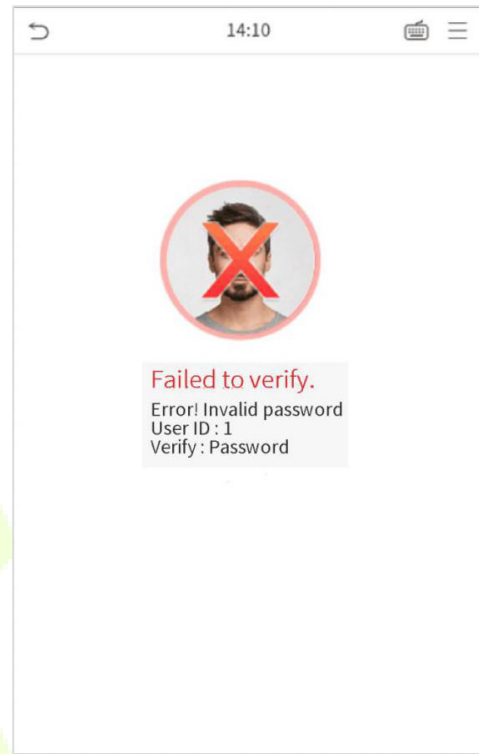 14:10
Failed to verify.
Error! Invalid password
User ID : 1
Verify : Password